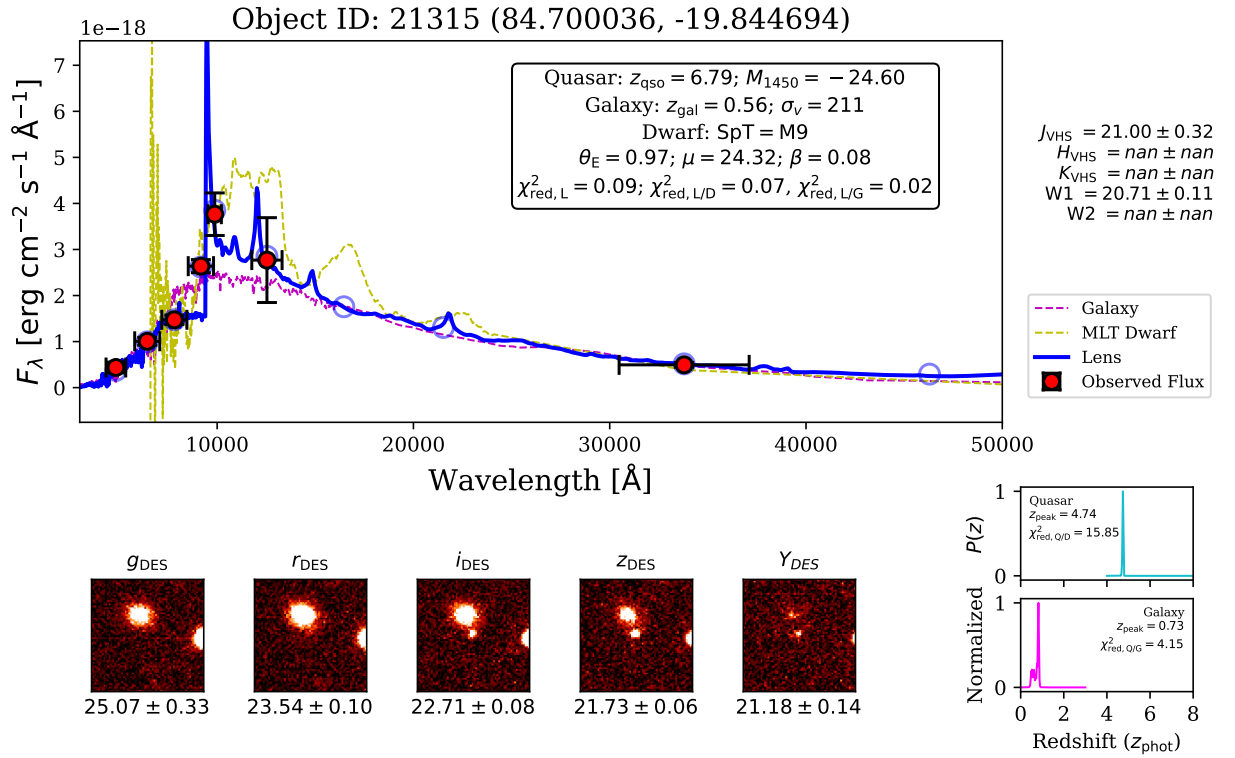 Object ID: 21315 (84.700036, -19.844694)
1e−18
7
6
5
4
3
2
1
0
F_λ [erg cm⁻² s⁻¹ Å⁻¹]
Quasar: z_qso = 6.79; M_1450 = −24.60
Galaxy: z_gal = 0.56; σ_v = 211
Dwarf: SpT = M9
θ_E = 0.97; μ = 24.32; β = 0.08
χ²_red, L = 0.09; χ²_red, L/D = 0.07, χ²_red, L/G = 0.02
10000 20000 30000 40000 50000
Wavelength [Å]
J_VHS = 21.00 ± 0.32
H_VHS = nan ± nan
K_VHS = nan ± nan
W1 = 20.71 ± 0.11
W2 = nan ± nan
Galaxy
MLT Dwarf
Lens
Observed Flux
g_DES
25.07 ± 0.33
r_DES
23.54 ± 0.10
i_DES
22.71 ± 0.08
z_DES
21.73 ± 0.06
Y_DES
21.18 ± 0.14
P(z)
1
0
Quasar
z_peak = 4.74
χ²_red, Q/D = 15.85
Normalized
1
0
Galaxy
z_peak = 0.73
χ²_red, Q/G = 4.15
0 2 4 6 8
Redshift (z_phot)